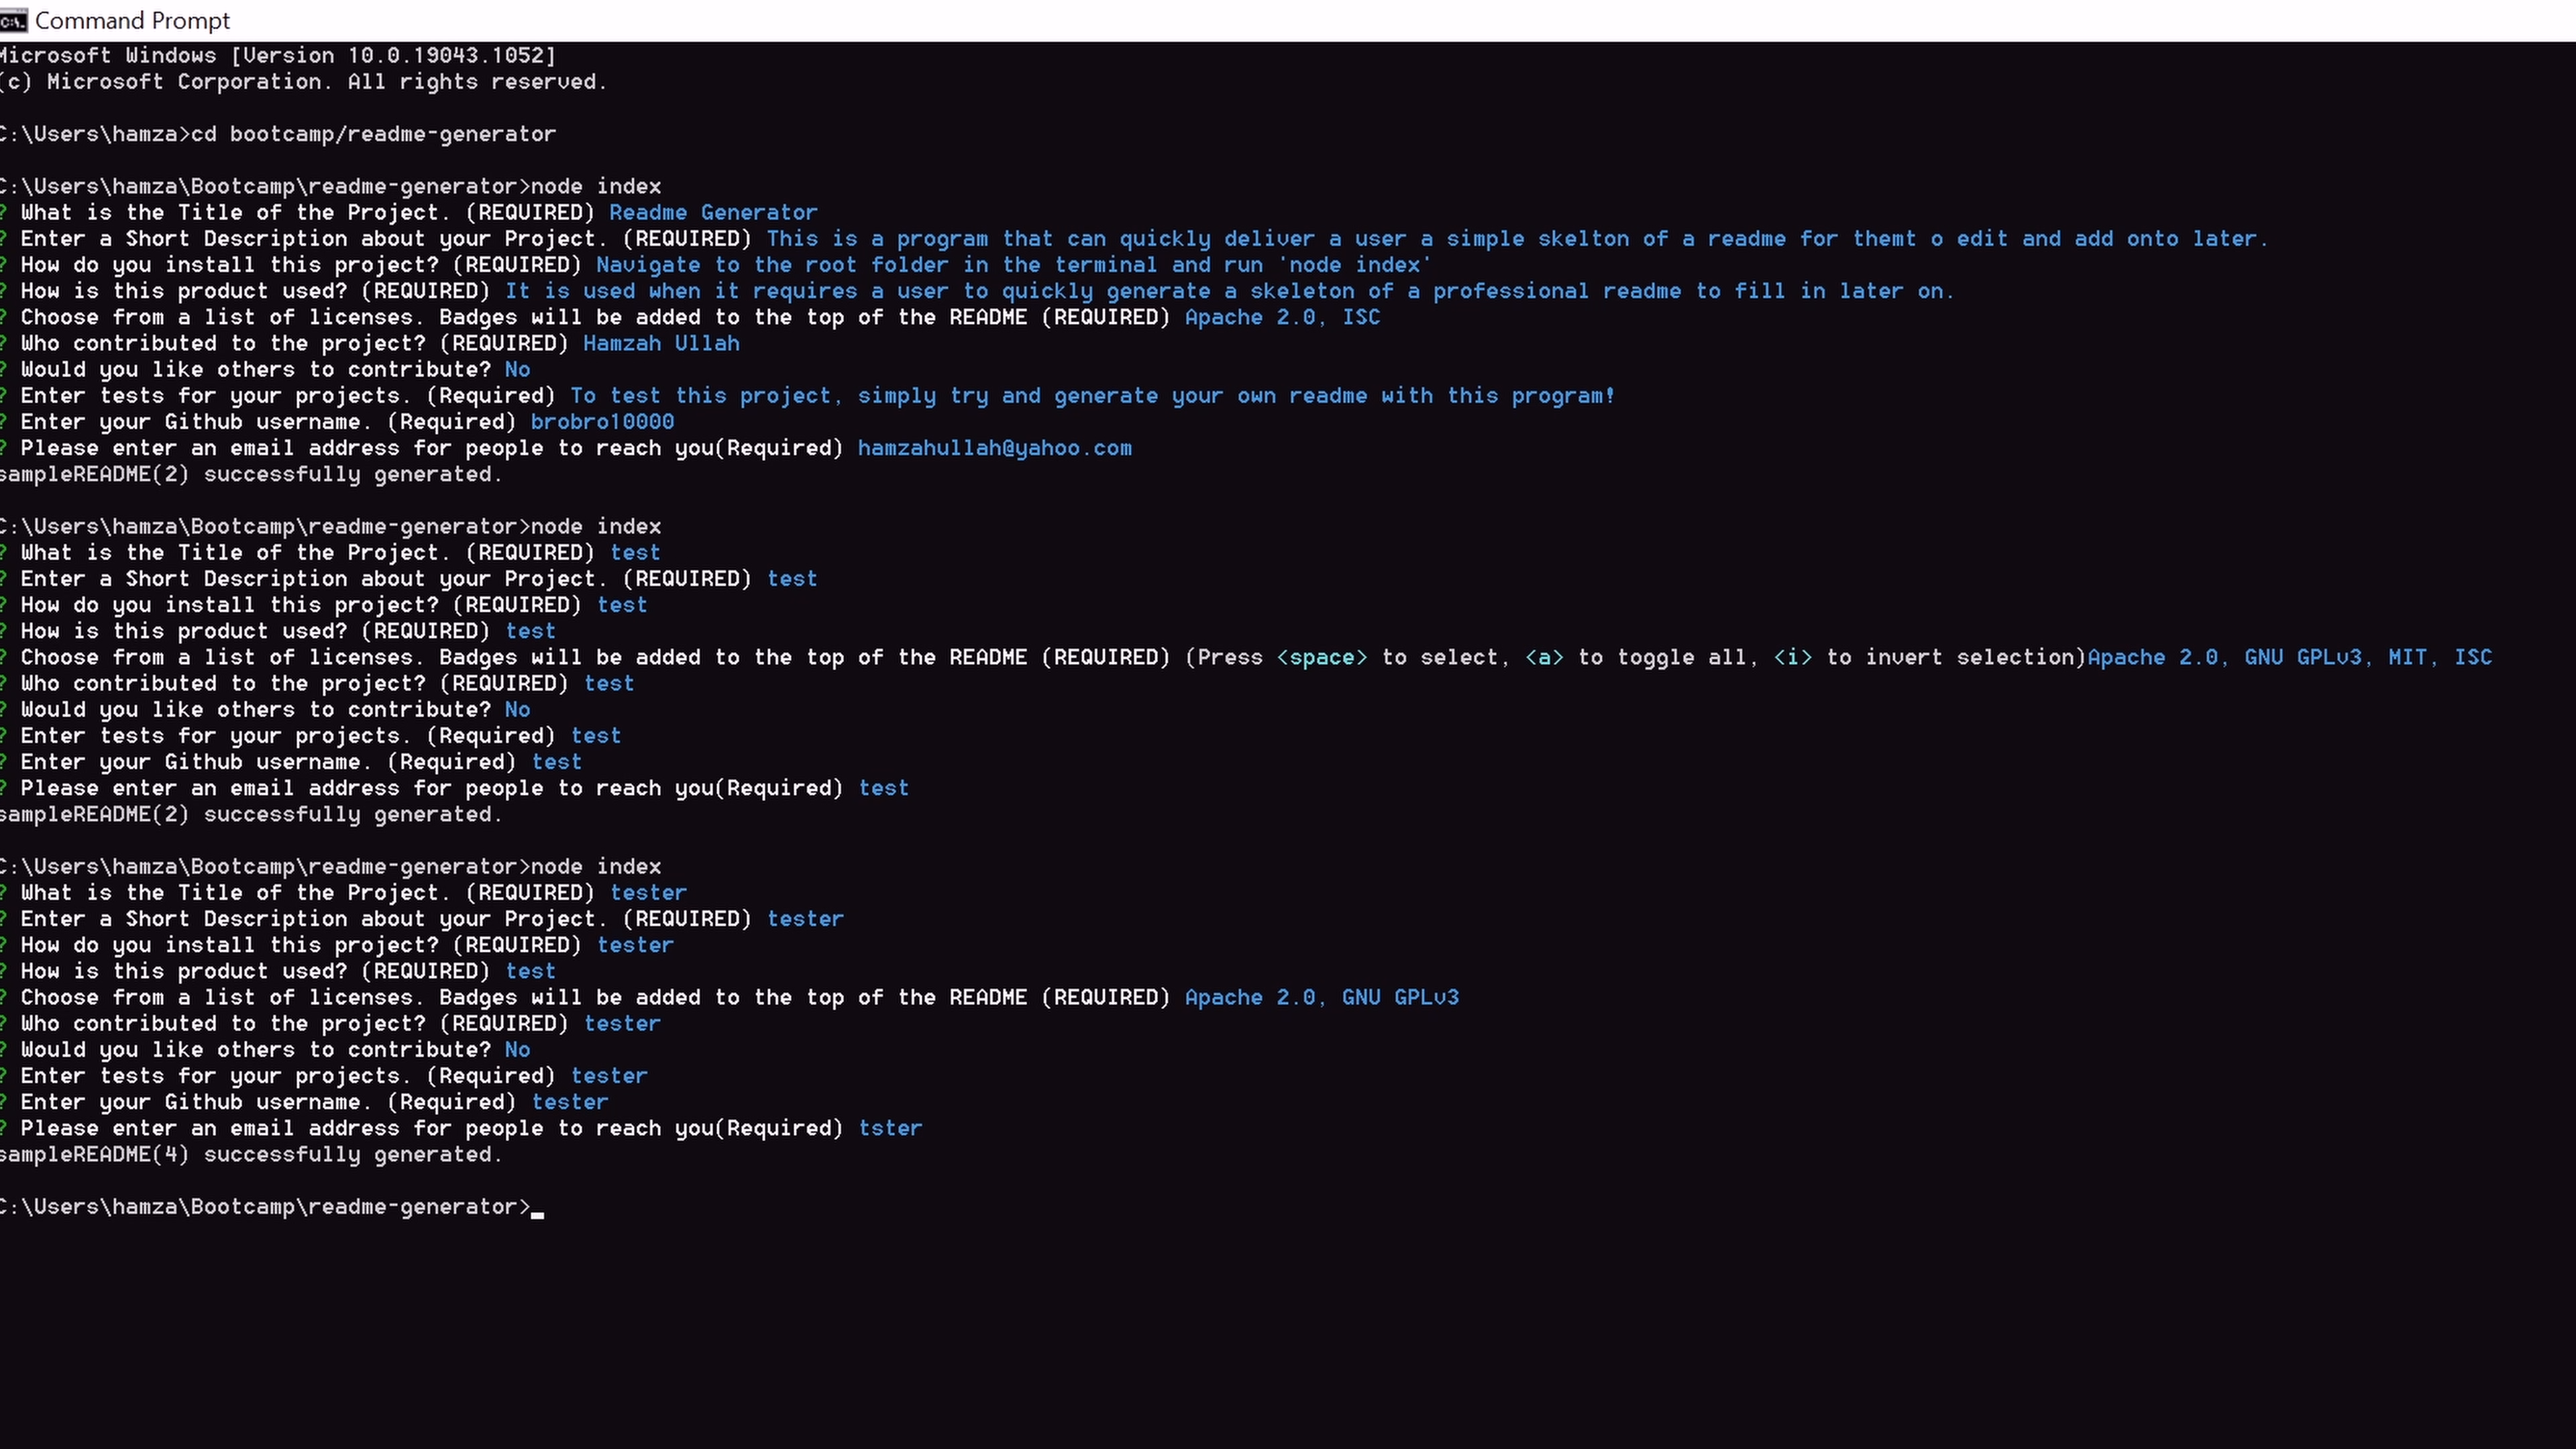 Command Prompt
Microsoft Windows [Version 10.0.19043.1052]
(c) Microsoft Corporation. All rights reserved.
C:\Users\hamza>cd bootcamp/readme-generator
C:\Users\hamza\Bootcamp\readme-generator>node index
? What is the Title of the Project. (REQUIRED) Readme Generator
? Enter a Short Description about your Project. (REQUIRED) This is a program that can quickly deliver a user a simple skelton of a readme for themt o edit and add onto later.
? How do you install this project? (REQUIRED) Navigate to the root folder in the terminal and run 'node index'
? How is this product used? (REQUIRED) It is used when it requires a user to quickly generate a skeleton of a professional readme to fill in later on.
? Choose from a list of licenses. Badges will be added to the top of the README (REQUIRED) Apache 2.0, ISC
? Who contributed to the project? (REQUIRED) Hamzah Ullah
? Would you like others to contribute? No
? Enter tests for your projects. (Required) To test this project, simply try and generate your own readme with this program!
? Enter your Github username. (Required) brobro10000
? Please enter an email address for people to reach you(Required) hamzahullah@yahoo.com
sampleREADME(2) successfully generated.
C:\Users\hamza\Bootcamp\readme-generator>node index
? What is the Title of the Project. (REQUIRED) test
? Enter a Short Description about your Project. (REQUIRED) test
? How do you install this project? (REQUIRED) test
? How is this product used? (REQUIRED) test
? Choose from a list of licenses. Badges will be added to the top of the README (REQUIRED) (Press <space> to select, <a> to toggle all, <i> to invert selection)Apache 2.0, GNU GPLv3, MIT, ISC
? Who contributed to the project? (REQUIRED) test
? Would you like others to contribute? No
? Enter tests for your projects. (Required) test
? Enter your Github username. (Required) test
? Please enter an email address for people to reach you(Required) test
sampleREADME(2) successfully generated.
C:\Users\hamza\Bootcamp\readme-generator>node index
? What is the Title of the Project. (REQUIRED) tester
? Enter a Short Description about your Project. (REQUIRED) tester
? How do you install this project? (REQUIRED) tester
? How is this product used? (REQUIRED) test
? Choose from a list of licenses. Badges will be added to the top of the README (REQUIRED) Apache 2.0, GNU GPLv3
? Who contributed to the project? (REQUIRED) tester
? Would you like others to contribute? No
? Enter tests for your projects. (Required) tester
? Enter your Github username. (Required) tester
? Please enter an email address for people to reach you(Required) tster
sampleREADME(4) successfully generated.
C:\Users\hamza\Bootcamp\readme-generator>